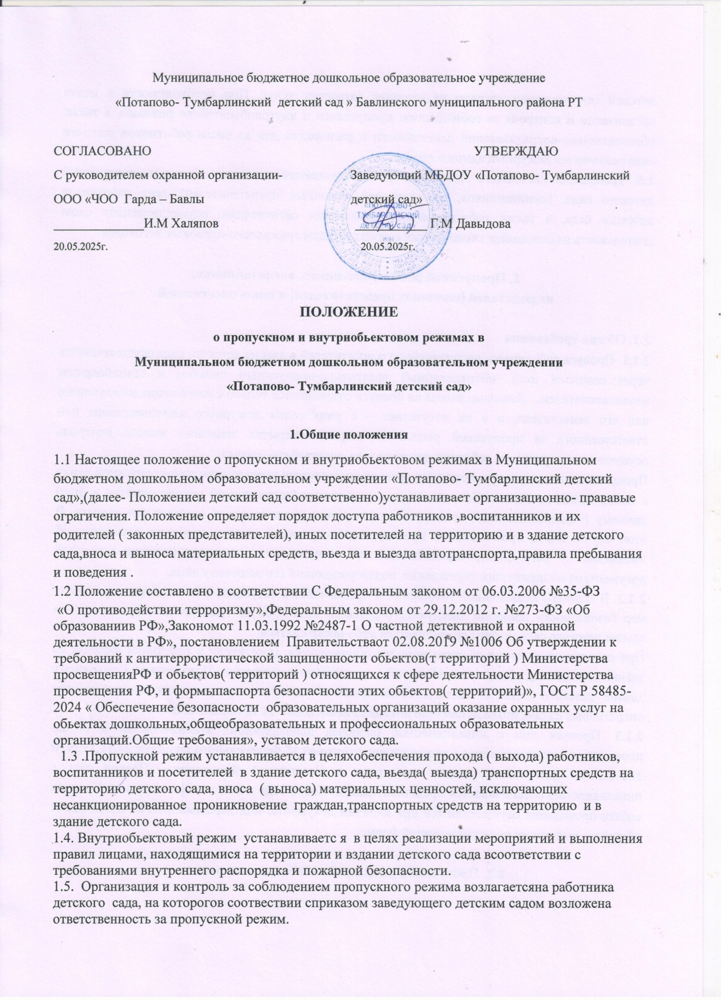 Муниципальное бюджетное дошкольное образовательное учреждение
«Потапово- Тумбарлинский детский сад » Бавлинского муниципального района РТ
СОГЛАСОВАНО УТВЕРЖДАЮ
С руководителем охранной организации- Заведующий МБДОУ «Потапово- Тумбарлинский
ООО «ЧОО Гарда – Бавлы детский сад»
«ПОТАПОВО-
ТУМБАРЛИНСКИЙ
детский сад»
И.М Халяпов Г.М Давыдова
20.05.2025г. 20.05.2025г.
ПОЛОЖЕНИЕ
о пропускном и внутриобьектовом режимах в
Муниципальном бюджетном дошкольном образовательном учреждении
«Потапово- Тумбарлинский детский сад»
1.Общие положения
1.1 Настоящее положение о пропускном и внутриобьектовом режимах в Муниципальном
бюджетном дошкольном образовательном учреждении «Потапово- Тумбарлинский детский
сад»,(далее- Положениеи детский сад соответственно)устанавливает организационно- прававые
ограгичения. Положение определяет порядок доступа работников ,воспитанников и их
родителей ( законных представителей), иных посетителей на территорию и в здание детского
сада,вноса и выноса материальных средств, вьезда и выезда автотранспорта,правила пребывания
и поведения .
1.2 Положение составлено в соответствии С Федеральным законом от 06.03.2006 №35-ФЗ
«О противодействии терроризму»,Федеральным законом от 29.12.2012 г. №273-ФЗ «Об
образованиив РФ»,Закономот 11.03.1992 №2487-1 О частной детективной и охранной
деятельности в РФ», постановлением Правительстваот 02.08.2019 №1006 Об утверждении к
требований к антитеррористической защищенности обьектов(т территорий ) Министерства
просвещенияРФ и обьектов( территорий ) относящихся к сфере деятельности Министерства
просвещения РФ, и формыпаспорта безопасности этих обьектов( территорий)», ГОСТ Р 58485-
2024 « Обеспечение безопасности образовательных организаций оказание охранных услуг на
обьектах дошкольных,общеобразовательных и профессиональных образовательных
организаций.Общие требования», уставом детского сада.
1.3 .Пропускной режим устанавливается в целяхобеспечения прохода ( выхода) работников,
воспитанников и посетителей в здание детского сада, вьезда( выезда) транспортных средств на
территорию детского сада, вноса ( выноса) материальных ценностей, исключающих
несанкционированное проникновение граждан,транспортных средств на территорию и в
здание детского сада.
1.4. Внутриобьектовый режим устанавливаетс я в целях реализации мероприятий и выполнения
правил лицами, находящимися на территории и вздании детского сада всоответствии с
требованиями внутреннего распорядка и пожарной безопасности.
1.5. Организация и контроль за соблюдением пропускного режима возлагаетсяна работника
детского сада, на которогов соотвествии сприказом заведующего детским садом возложена
ответственность за пропускной режим.